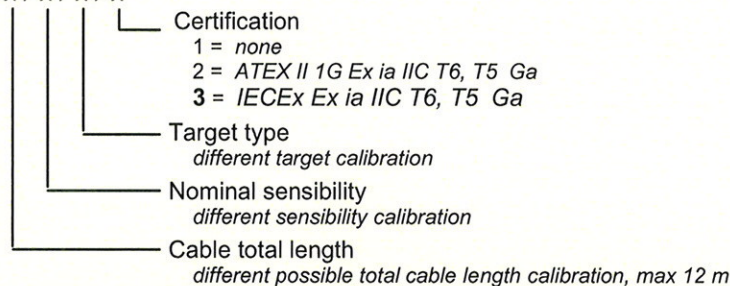 Certification
1 = none
2 = ATEX II 1G Ex ia IIC T6, T5 Ga
3 = IECEx Ex ia IIC T6, T5 Ga
Target type
different target calibration
Nominal sensibility
different sensibility calibration
Cable total length
different possible total cable length calibration, max 12 m